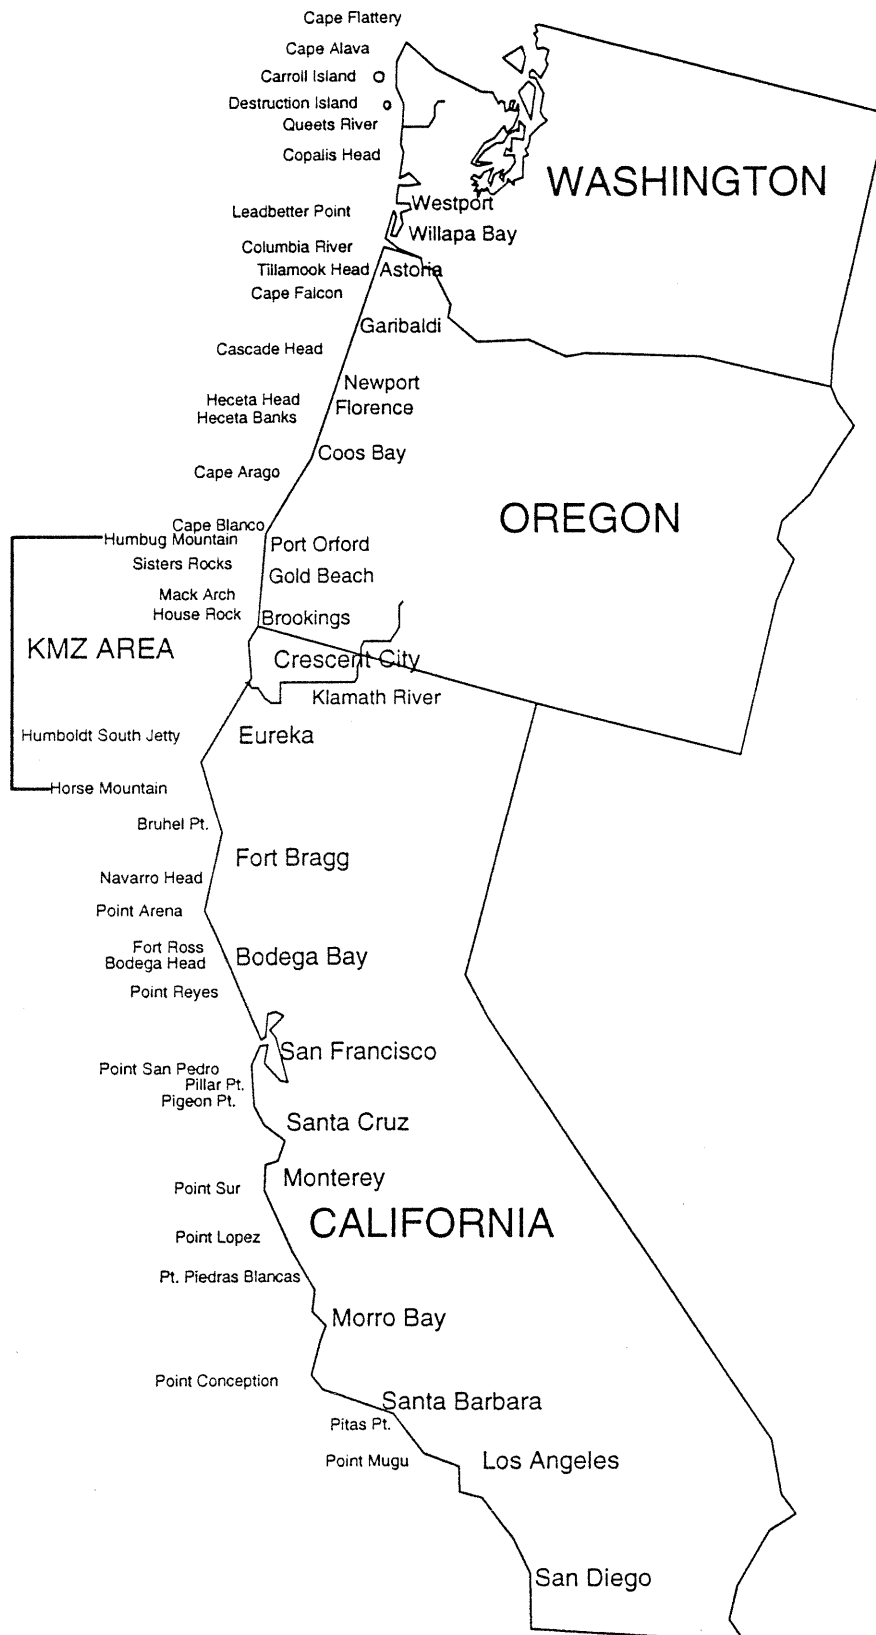 Cape Flattery
Cape Alava
Carroll Island
Destruction Island
Queets River
Copalis Head
WASHINGTON
Westport
Leadbetter Point
Willapa Bay
Columbia River
Tillamook Head
Astoria
Cape Falcon
Garibaldi
Cascade Head
Newport
Heceta Head
Florence
Heceta Banks
Coos Bay
Cape Arago
OREGON
Cape Blanco
Humbug Mountain
Port Orford
Sisters Rocks
Gold Beach
Mack Arch
House Rock
Brookings
KMZ AREA
Crescent City
Klamath River
Humboldt South Jetty
Eureka
Horse Mountain
Bruhel Pt.
Fort Bragg
Navarro Head
Point Arena
Fort Ross
Bodega Bay
Bodega Head
Point Reyes
San Francisco
Point San Pedro
Pillar Pt.
Pigeon Pt.
Santa Cruz
Monterey
Point Sur
CALIFORNIA
Point Lopez
Pt. Piedras Blancas
Morro Bay
Point Conception
Santa Barbara
Pitas Pt.
Point Mugu
Los Angeles
San Diego